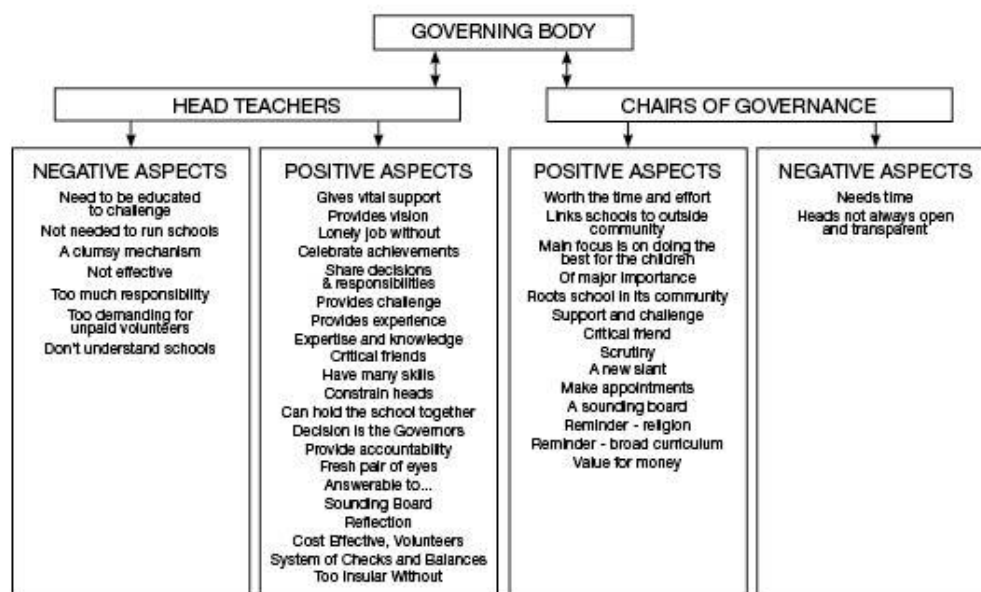 GOVERNING BODY
HEAD TEACHERS
CHAIRS OF GOVERNANCE
NEGATIVE ASPECTS
Need to be educated
to challenge
Not needed to run schools
A clumsy mechanism
Not effective
Too much responsibility
Too demanding for
unpaid volunteers
Don't understand schools
POSITIVE ASPECTS
Gives vital support
Provides vision
Lonely job without
Celebrate achievements
Share decisions
& responsibilities
Provides challenge
Provides experience
Expertise and knowledge
Critical friends
Have many skills
Constrain heads
Can hold the school together
Decision is the Governors
Provide accountability
Fresh pair of eyes
Answerable to...
Sounding Board
Reflection
Cost Effective, Volunteers
System of Checks and Balances
Too Insular Without
POSITIVE ASPECTS
Worth the time and effort
Links schools to outside
community
Main focus is on doing the
best for the children
Of major importance
Roots school in its community
Support and challenge
Critical friend
Scrutiny
A new slant
Make appointments
A sounding board
Reminder - religion
Reminder - broad curriculum
Value for money
NEGATIVE ASPECTS
Needs time
Heads not always open
and transparent